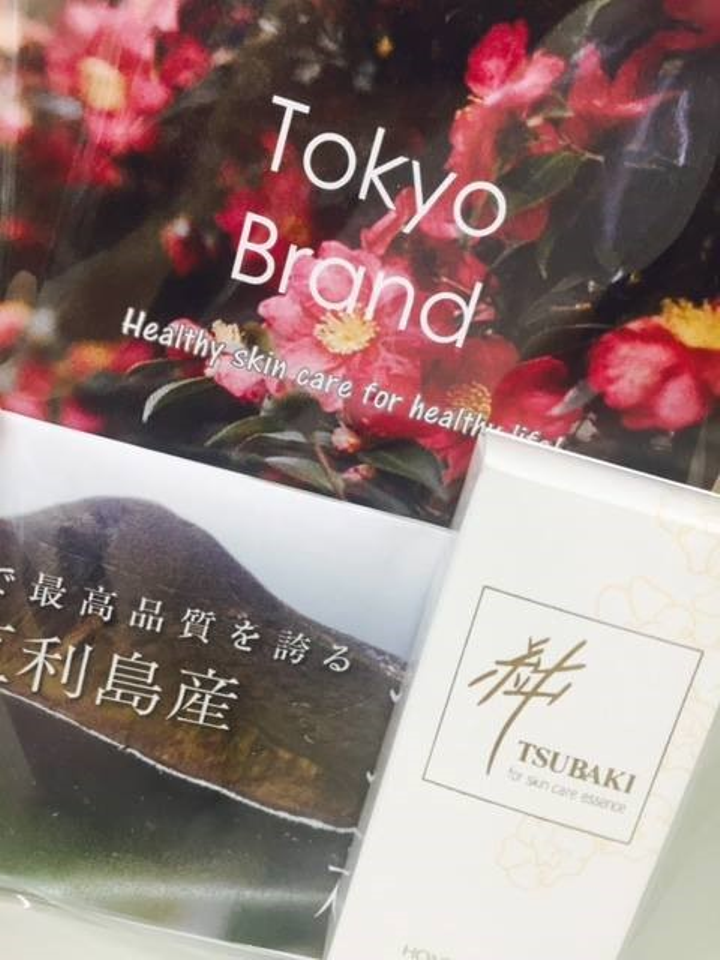 Tokyo
Brand
Healthy skin care for healthy life!
で最高品質を誇る
利島産
TSUBAKI
for skin care essence